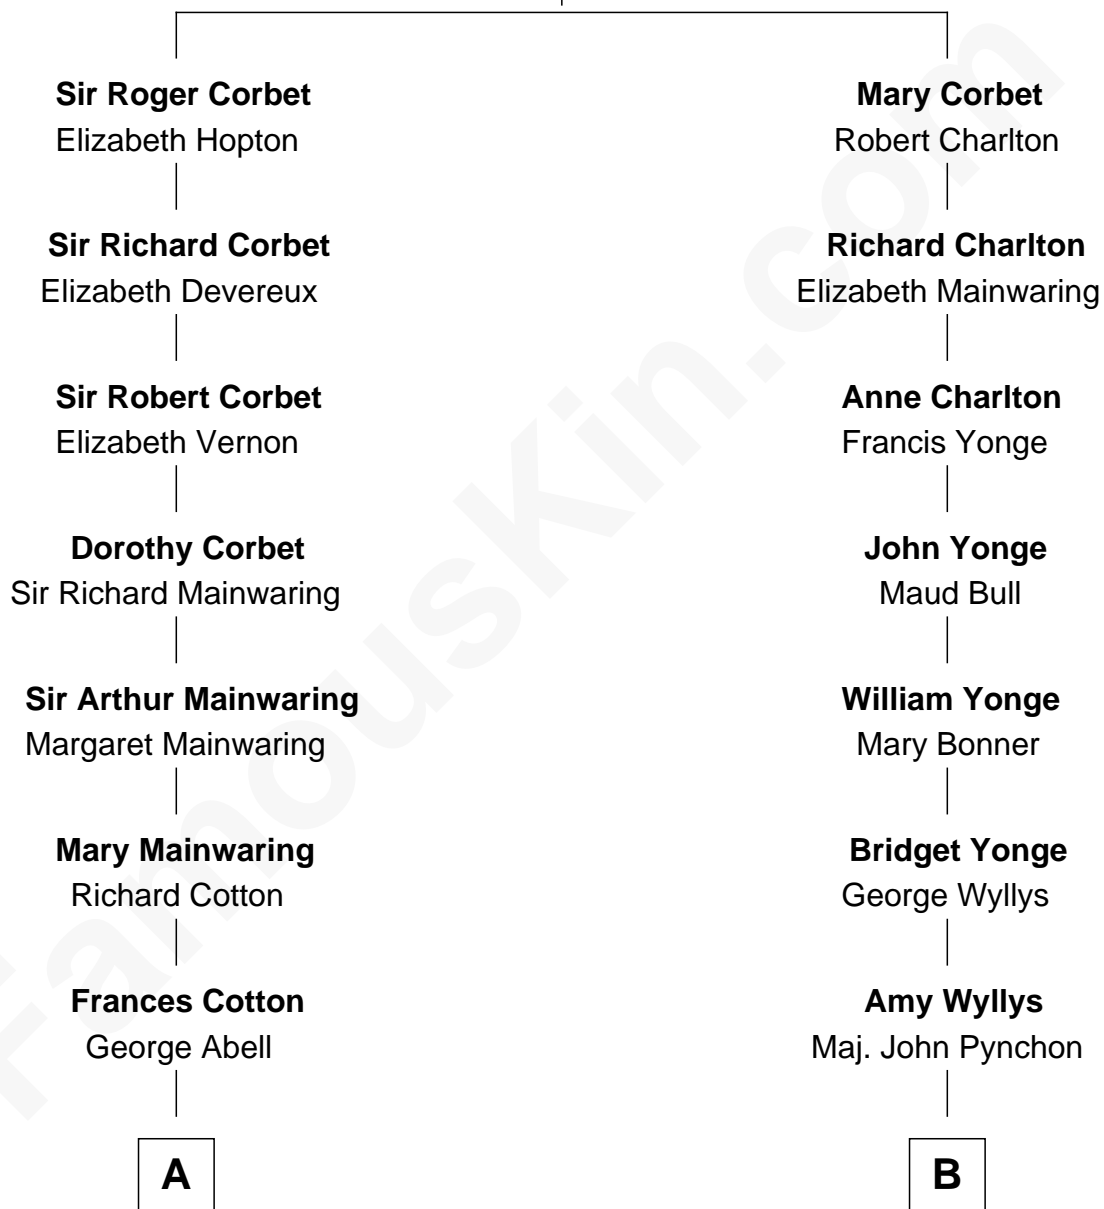 Sir Roger Corbet
Elizabeth Hopton
Sir Richard Corbet
Elizabeth Devereux
Sir Robert Corbet
Elizabeth Vernon
Dorothy Corbet
Sir Richard Mainwaring
Sir Arthur Mainwaring
Margaret Mainwaring
Mary Mainwaring
Richard Cotton
Frances Cotton
George Abell
A
Mary Corbet
Robert Charlton
Richard Charlton
Elizabeth Mainwaring
Anne Charlton
Francis Yonge
John Yonge
Maud Bull
William Yonge
Mary Bonner
Bridget Yonge
George Wyllys
Amy Wyllys
Maj. John Pynchon
B
FamousKin.com